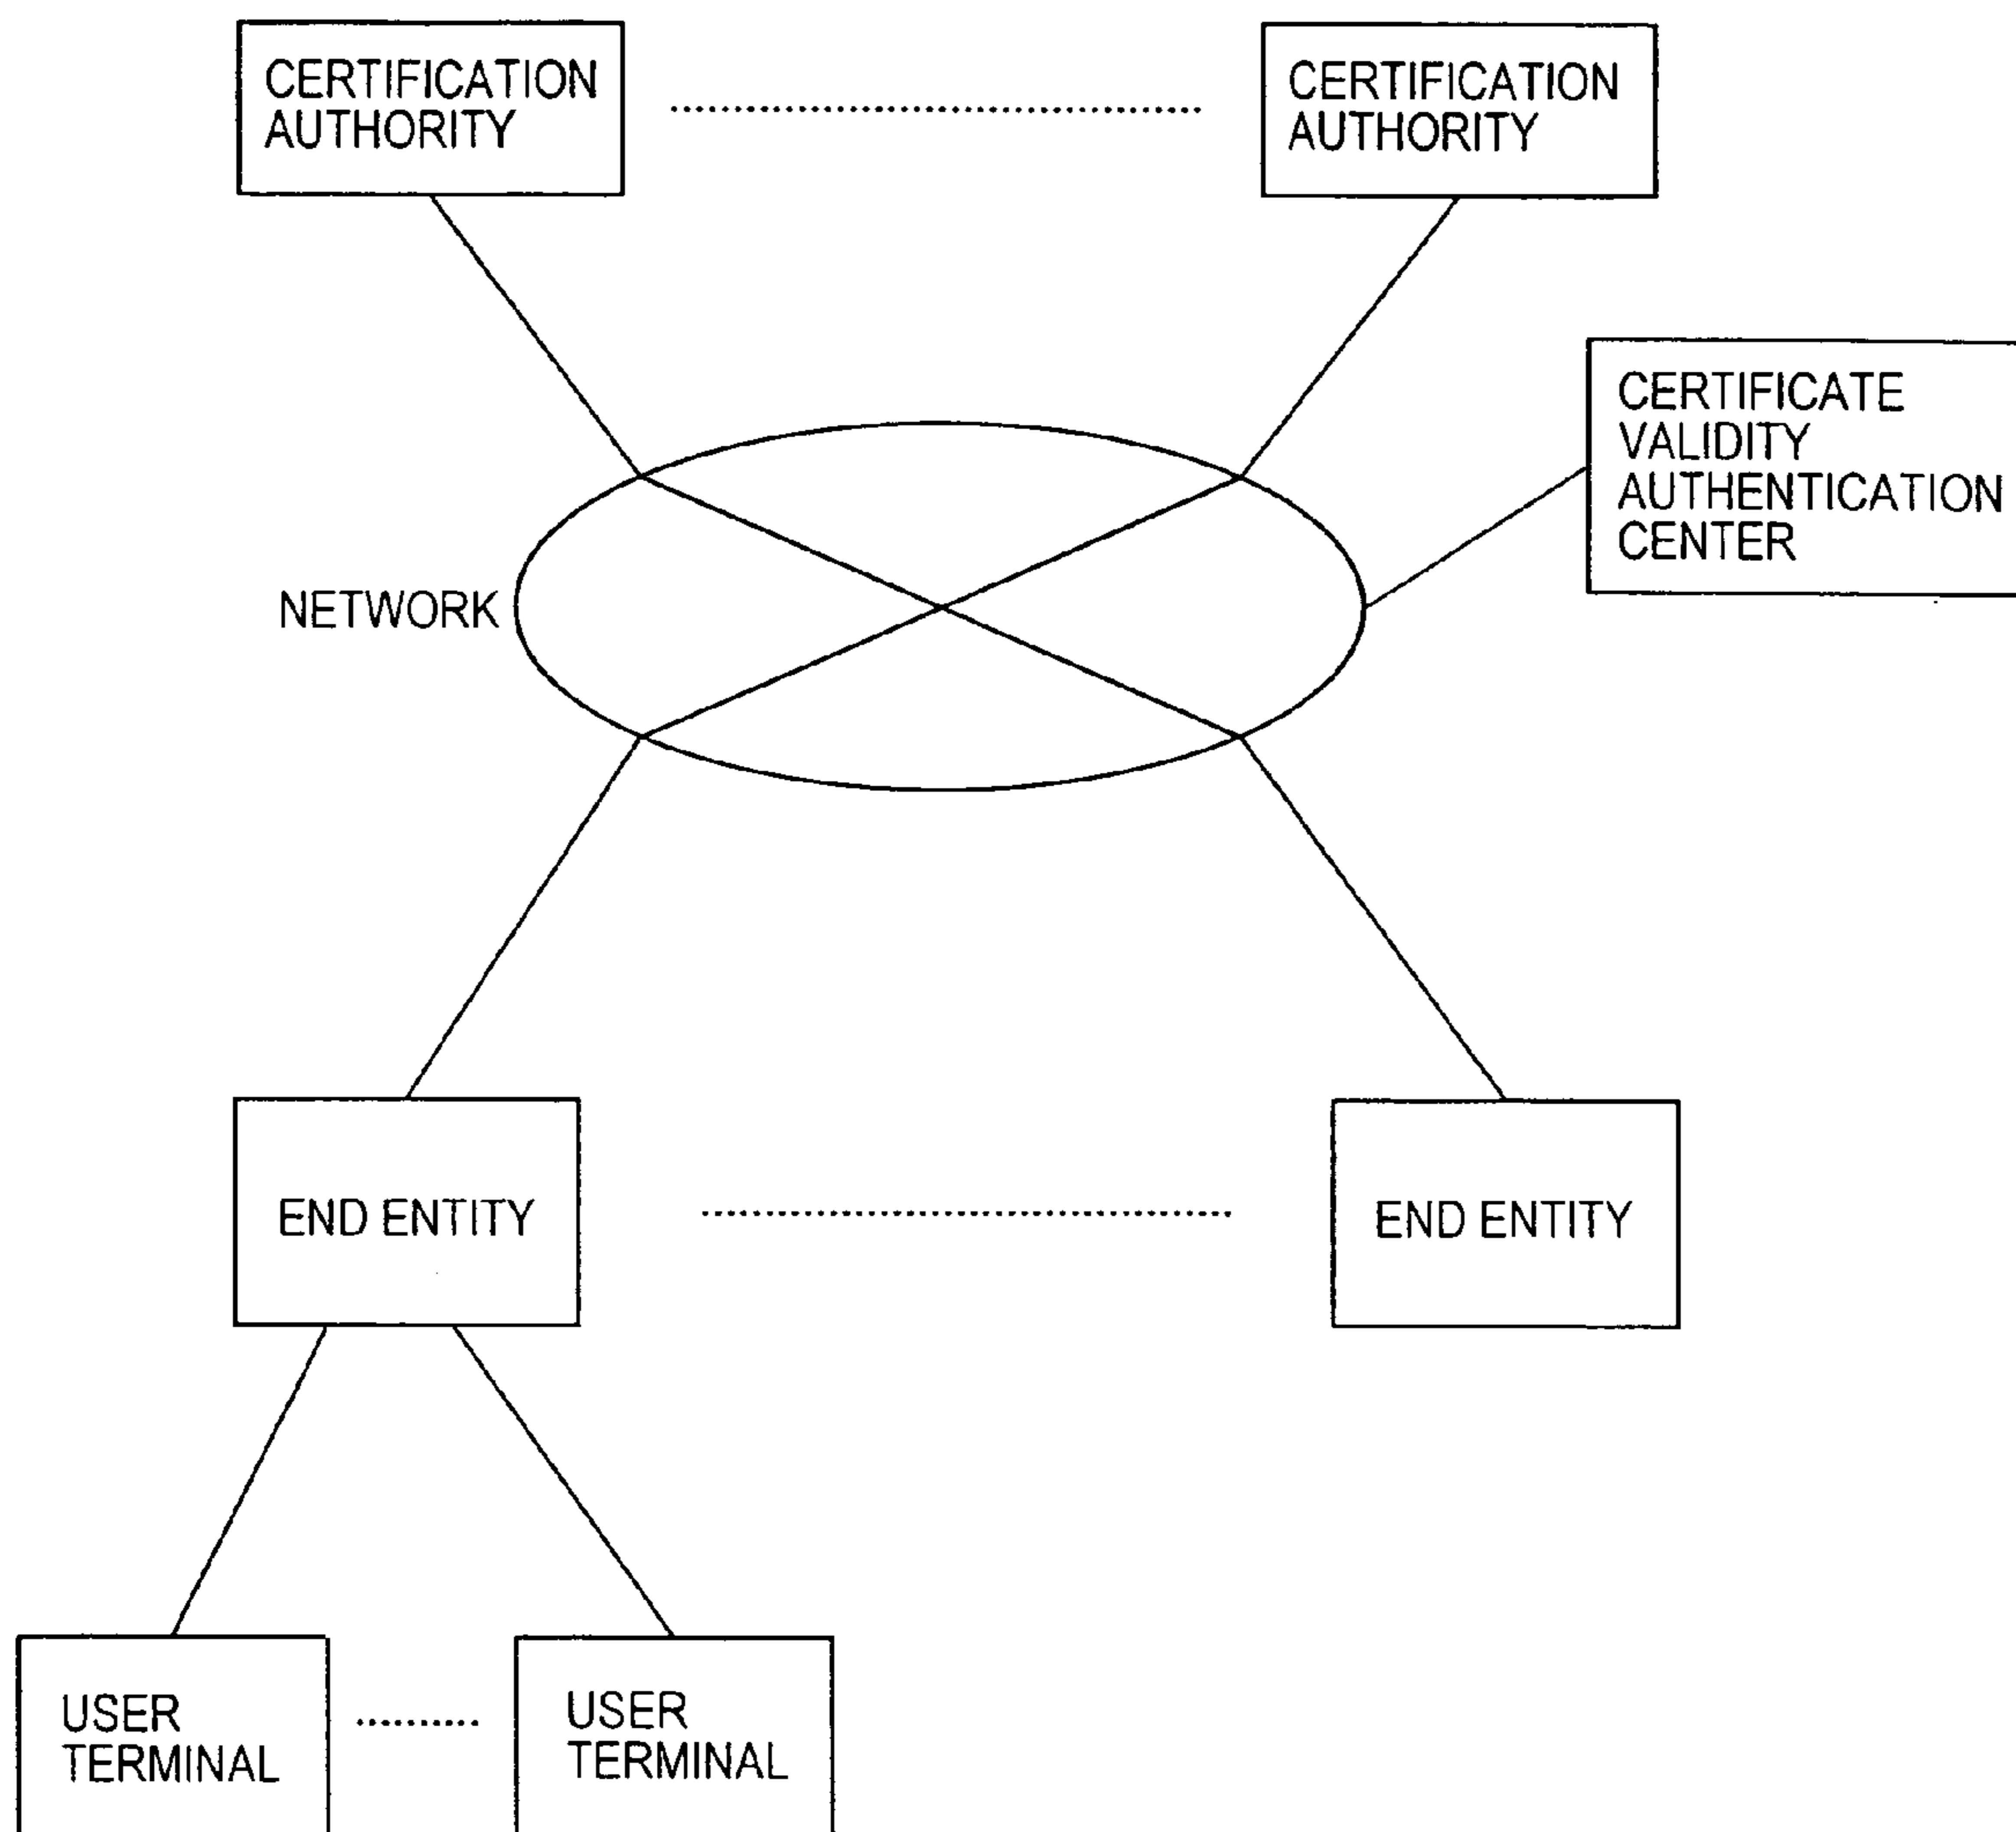 CERTIFICATION
AUTHORITY
CERTIFICATION
AUTHORITY
CERTIFICATE
VALIDITY
AUTHENTICATION
CENTER
NETWORK
END ENTITY
END ENTITY
USER
TERMINAL
USER
TERMINAL